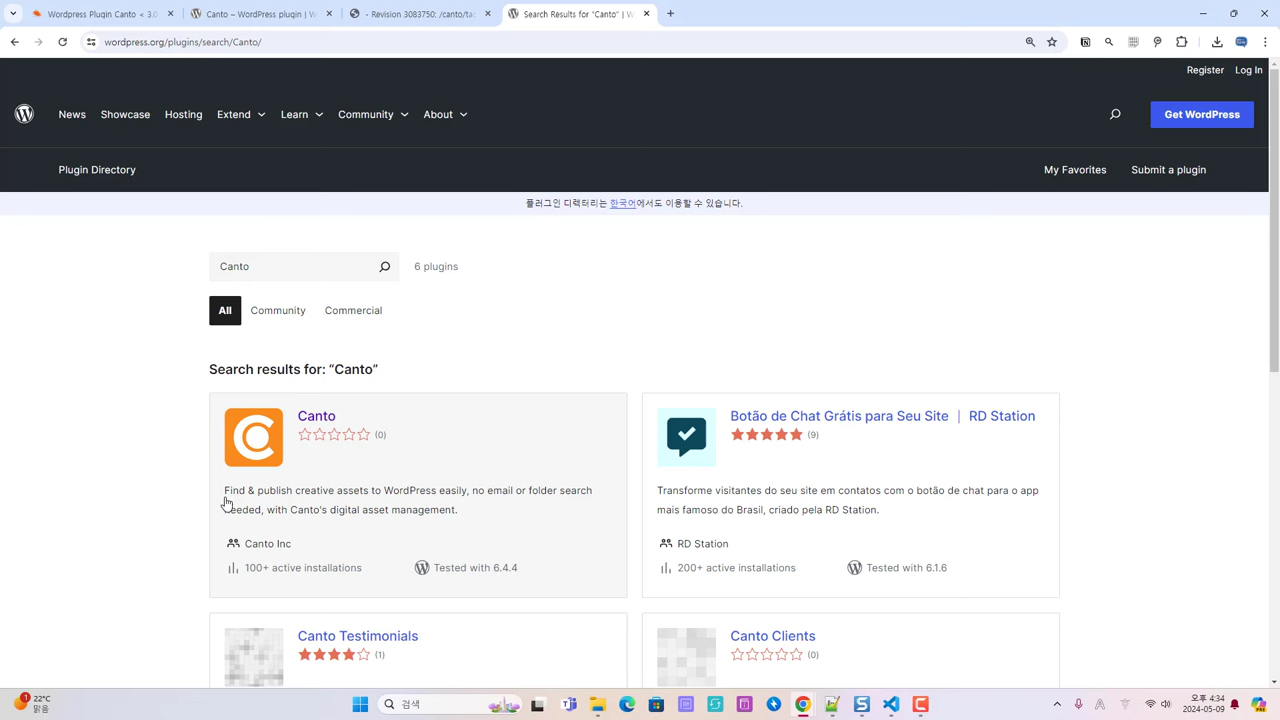 Wordpress Plugin Canto < 3.0
Canto – WordPress plugin | W
- Revision 3083750: /canto/tag
Search Results for "Canto" | W
wordpress.org/plugins/search/Canto/
Register Log In
News Showcase Hosting Extend Learn Community About Get WordPress
Plugin Directory My Favorites Submit a plugin
플러그인 디렉터리는 한국어에서도 이용할 수 있습니다.
Canto 6 plugins
All Community Commercial
Search results for: “Canto”
Canto
(0)
Find & publish creative assets to WordPress easily, no email or folder search
needed, with Canto's digital asset management.
Canto Inc
100+ active installations Tested with 6.4.4
Botão de Chat Grátis para Seu Site | RD Station
(9)
Transforme visitantes do seu site em contatos com o botão de chat para o app
mais famoso do Brasil, criado pela RD Station.
RD Station
200+ active installations Tested with 6.1.6
Canto Testimonials
(1)
Canto Clients
(0)
22°C
맑음
검색
오후 4:34
2024-05-09